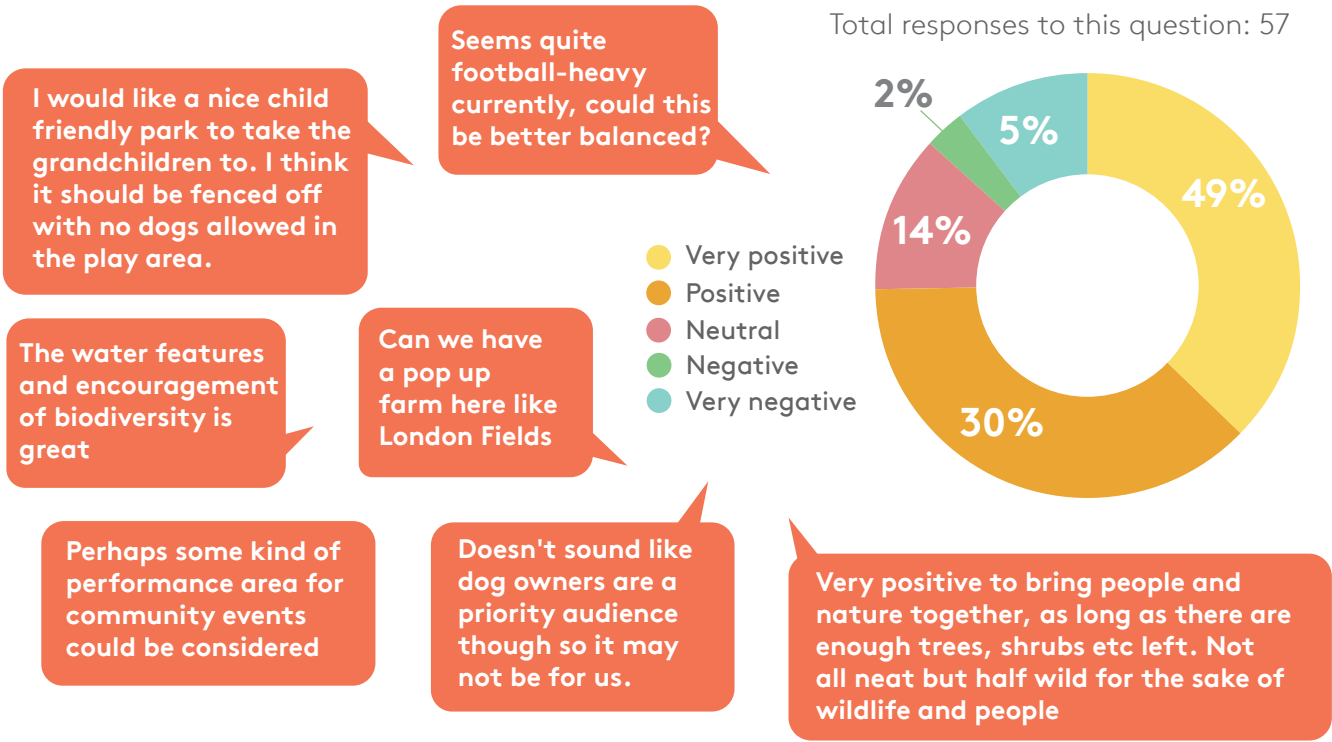 Total responses to this question: 57
Seems quite
football-heavy
currently, could this
be better balanced?
I would like a nice child
friendly park to take the
grandchildren to. I think
it should be fenced off
with no dogs allowed in
the play area.
2%
5%
49%
14%
30%
Very positive
Positive
Neutral
Negative
Very negative
The water features
and encouragement
of biodiversity is
great
Can we have
a pop up
farm here like
London Fields
Perhaps some kind of
performance area for
community events
could be considered
Doesn't sound like
dog owners are a
priority audience
though so it may
not be for us.
Very positive to bring people and
nature together, as long as there are
enough trees, shrubs etc left. Not
all neat but half wild for the sake of
wildlife and people